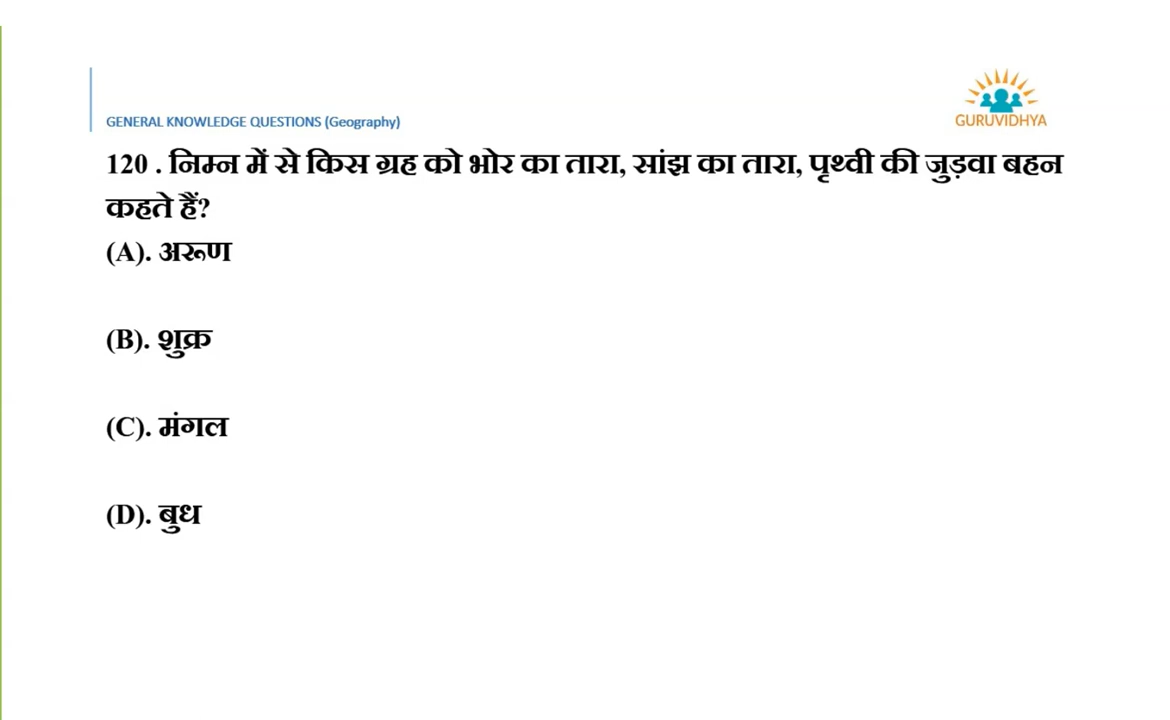 GURUVIDHYA
GENERAL KNOWLEDGE QUESTIONS (Geography)
120 . निम्न में से किस ग्रह को भोर का तारा, सांझ का तारा, पृथ्वी की जुड़वा बहन
कहते हैं?
(A). अरूण
(B). शुक्र
(C). मंगल
(D). बुध